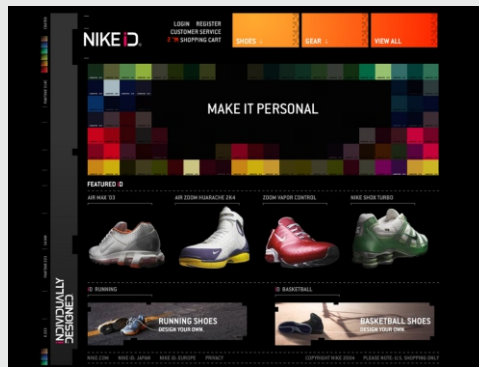 NIKE iD.
LOGIN REGISTER
CUSTOMER SERVICE
SHOPPING CART
SHOES
GEAR
VIEW ALL
MAKE IT PERSONAL
FEATURED
AIR MAX '03
AIR ZOOM HUARACHE 2K4
ZOOM VAPOR CONTROL
NIKE SHOX TURBO
INDIVIDUALLY
DESIGNED
RUNNING
BASKETBALL
RUNNING SHOES
DESIGN YOUR OWN.
BASKETBALL SHOES
DESIGN YOUR OWN.
NIKE.COM NIKE iD. JAPAN NIKE iD. EUROPE PRIVACY
COPYRIGHT NIKE PLEASE NOTE: U.S. SHIPPING ONLY